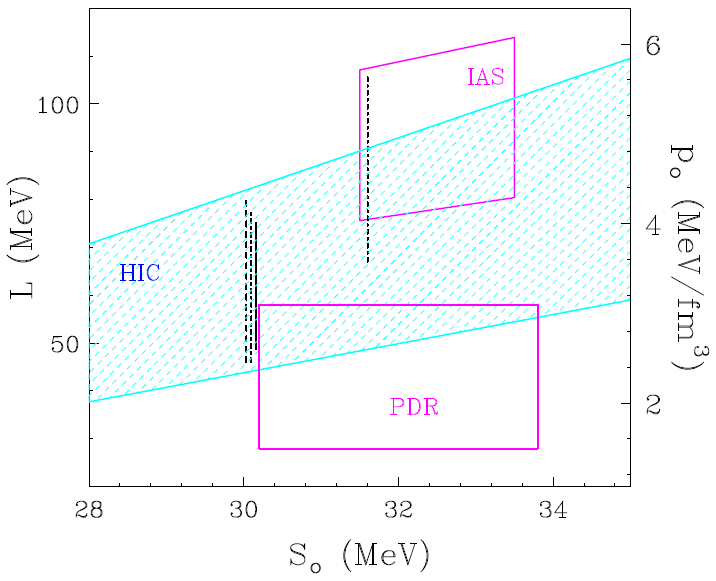 IAS
6
100
L (MeV)
HIC
4
p₀ (MeV/fm³)
50
PDR
2
28 30 32 34
S₀ (MeV)